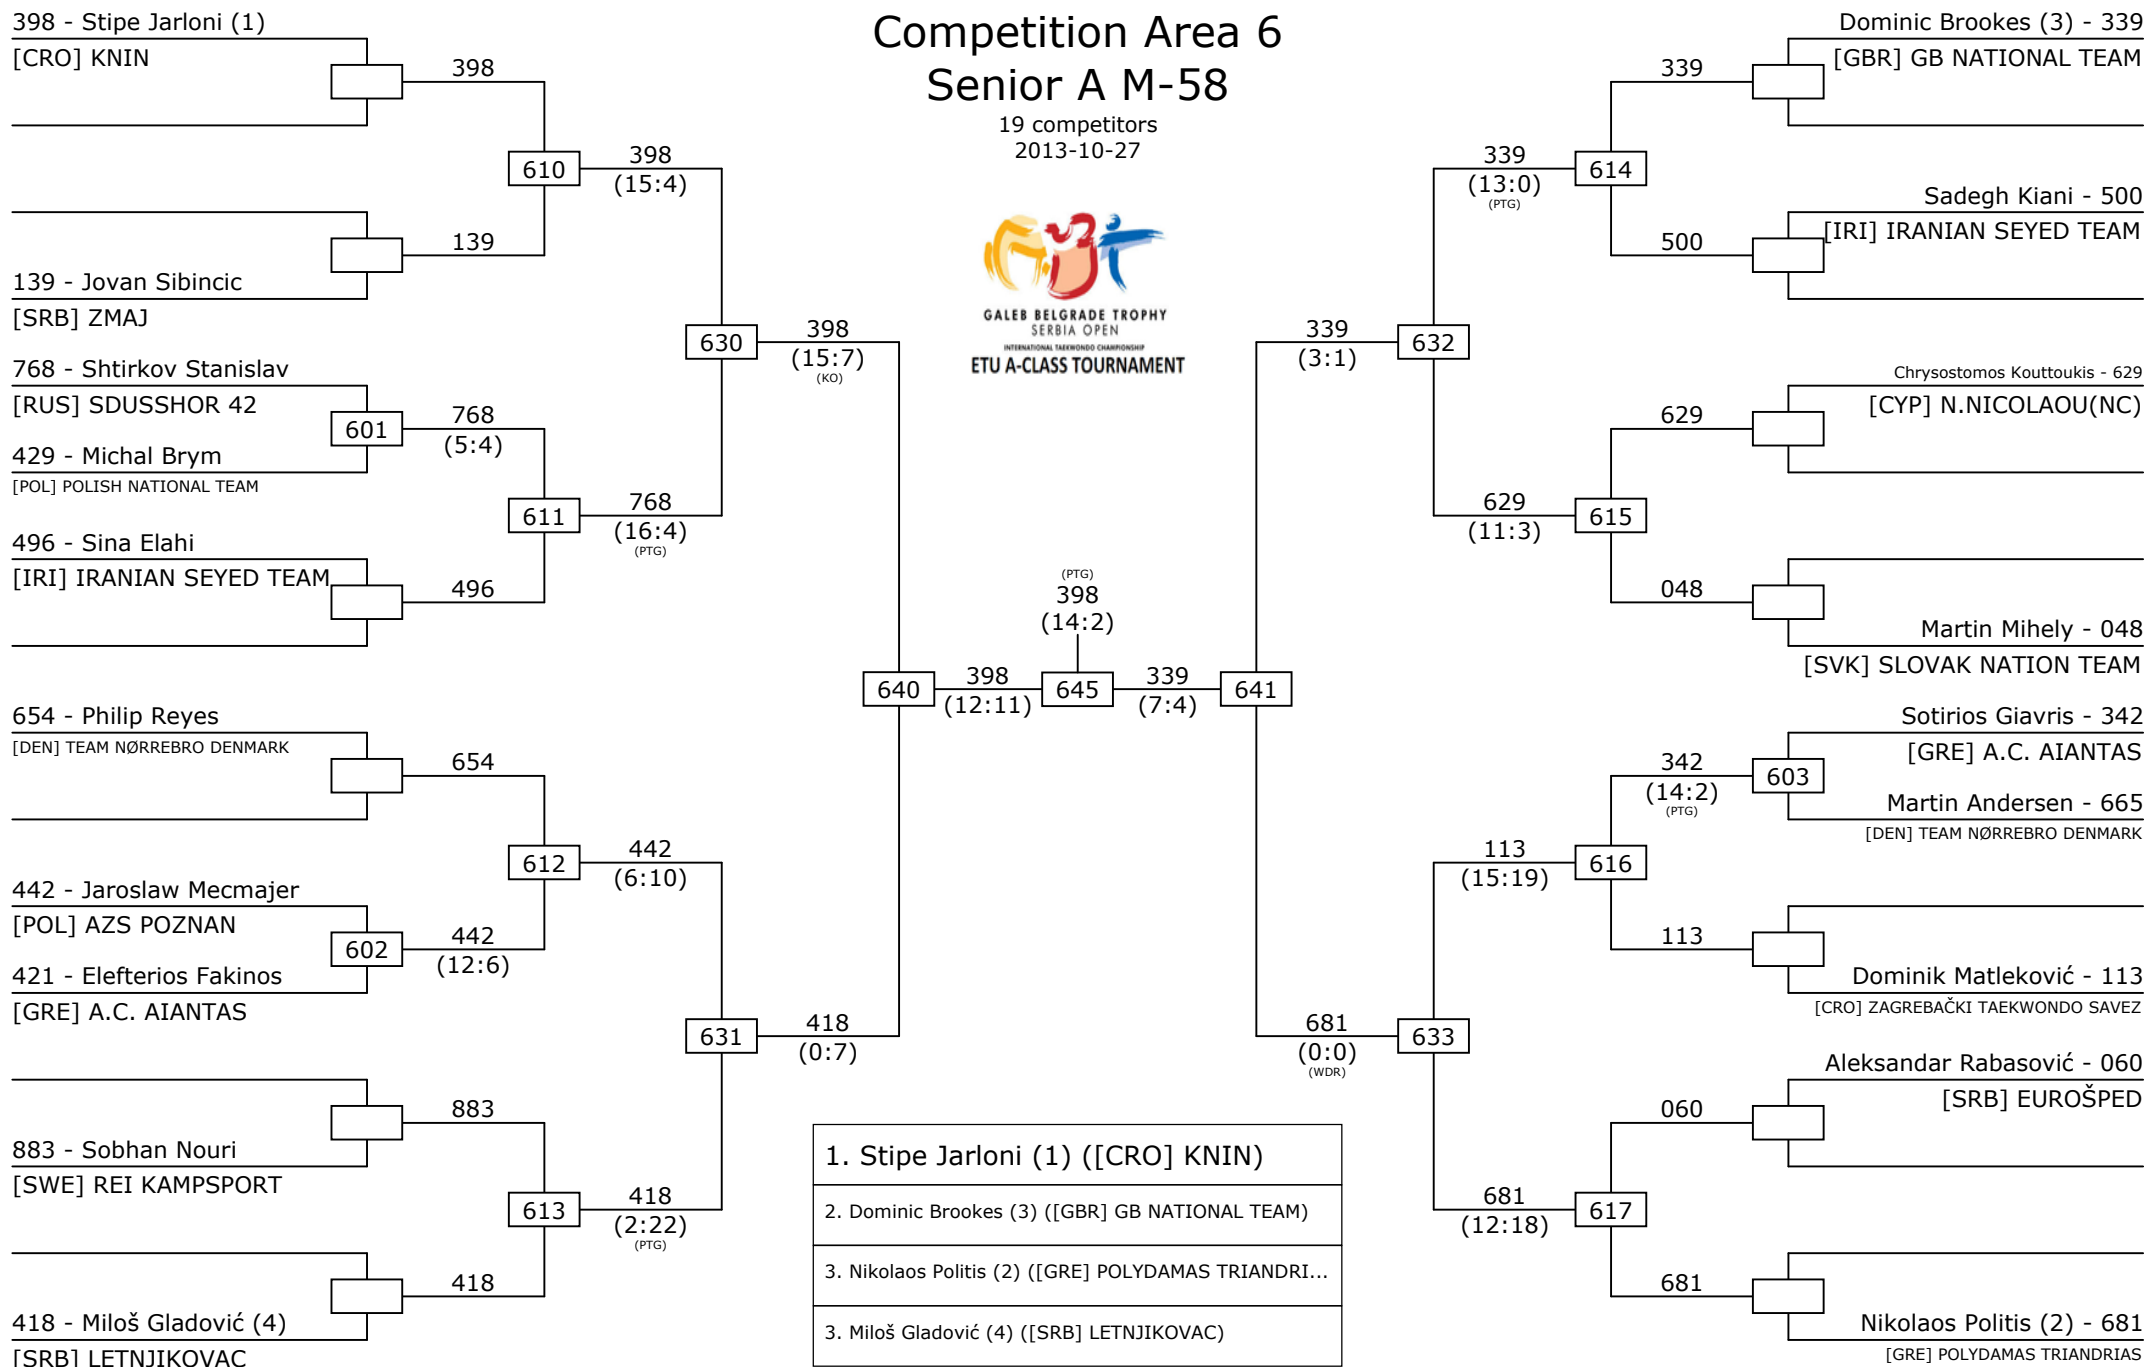 Competition Area 6
Senior A M-58
19 competitors
2013-10-27
GALEB BELGRADE TROPHY
SERBIA OPEN
INTERNATIONAL TAEKWONDO CHAMPIONSHIP
ETU A-CLASS TOURNAMENT
398 - Stipe Jarloni (1)
[CRO] KNIN
139 - Jovan Sibincic
[SRB] ZMAJ
768 - Shtirkov Stanislav
[RUS] SDUSSHOR 42
429 - Michal Brym
[POL] POLISH NATIONAL TEAM
496 - Sina Elahi
[IRI] IRANIAN SEYED TEAM
654 - Philip Reyes
[DEN] TEAM NØRREBRO DENMARK
442 - Jaroslaw Mecmajer
[POL] AZS POZNAN
421 - Elefterios Fakinos
[GRE] A.C. AIANTAS
883 - Sobhan Nouri
[SWE] REI KAMPSPORT
418 - Miloš Gladović (4)
[SRB] LETNJIKOVAC
601
602
398
139
768
(5:4)
496
654
442
(12:6)
883
418
610
611
612
613
398
(15:4)
768
(16:4)
(PTG)
442
(6:10)
418
(2:22)
(PTG)
630
631
398
(15:7)
(KO)
418
(0:7)
640
398
(12:11)
(PTG)
398
(14:2)
645
339
(7:4)
641
339
(3:1)
681
(0:0)
(WDR)
632
633
339
(13:0)
(PTG)
629
(11:3)
113
(15:19)
681
(12:18)
614
615
616
617
339
500
629
048
342
(14:2)
(PTG)
113
060
681
603
Dominic Brookes (3) - 339
[GBR] GB NATIONAL TEAM
Sadegh Kiani - 500
[IRI] IRANIAN SEYED TEAM
Chrysostomos Kouttoukis - 629
[CYP] N.NICOLAOU(NC)
Martin Mihely - 048
[SVK] SLOVAK NATION TEAM
Sotirios Giavris - 342
[GRE] A.C. AIANTAS
Martin Andersen - 665
[DEN] TEAM NØRREBRO DENMARK
Dominik Matleković - 113
[CRO] ZAGREBAČKI TAEKWONDO SAVEZ
Aleksandar Rabasović - 060
[SRB] EUROŠPED
Nikolaos Politis (2) - 681
[GRE] POLYDAMAS TRIANDRIAS
1. Stipe Jarloni (1) ([CRO] KNIN)
2. Dominic Brookes (3) ([GBR] GB NATIONAL TEAM)
3. Nikolaos Politis (2) ([GRE] POLYDAMAS TRIANDRI...
3. Miloš Gladović (4) ([SRB] LETNJIKOVAC)